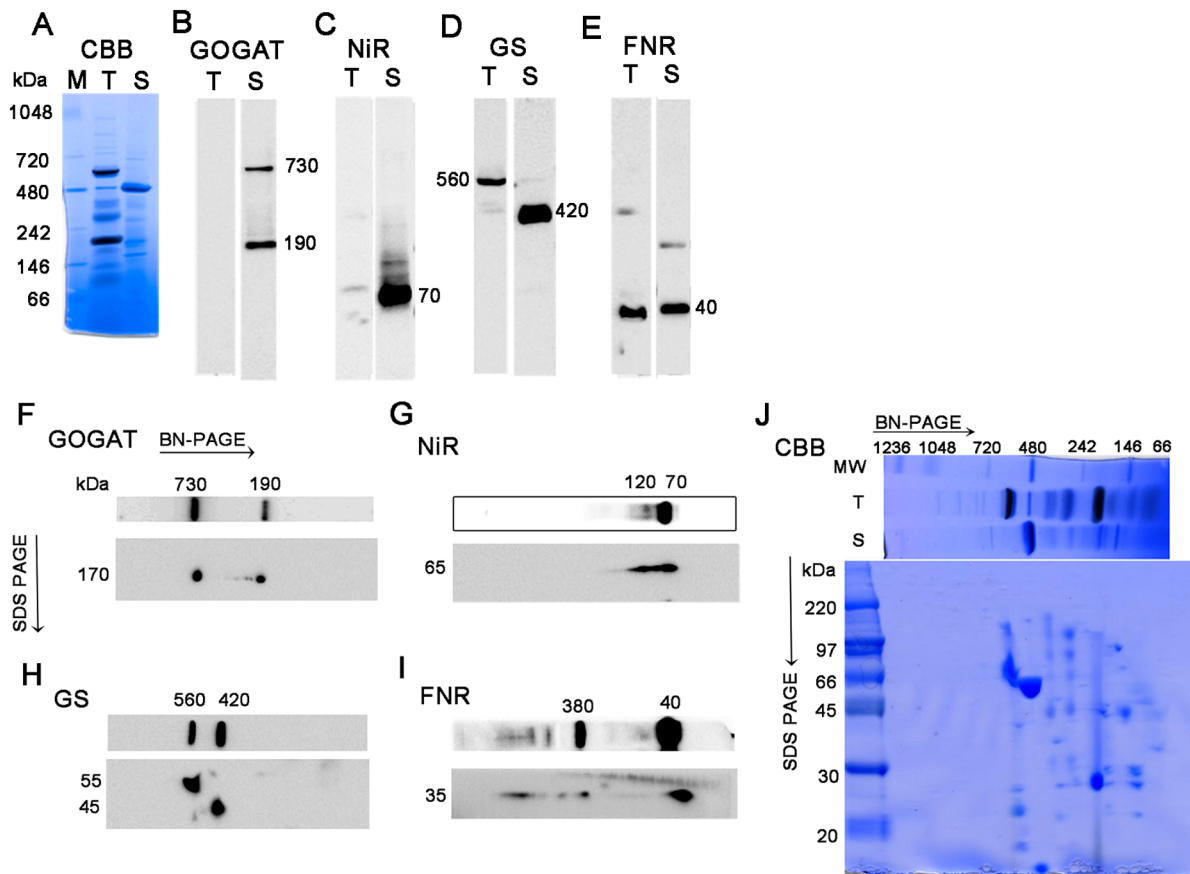 A
CBB
kDa M T S
1048
720
480
242
146
66
B
GOGAT
T S
730
190
C
NiR
T S
70
D
GS
T S
560
420
E
FNR
T S
40
F
GOGAT BN-PAGE
kDa 730 190
170
SDS PAGE
G
NiR
120 70
65
H
GS 560 420
55
45
I
FNR 380 40
35
J
BN-PAGE
CBB 1236 1048 720 480 242 146 66
MW
T
S
kDa
220
97
66
45
30
20
SDS PAGE